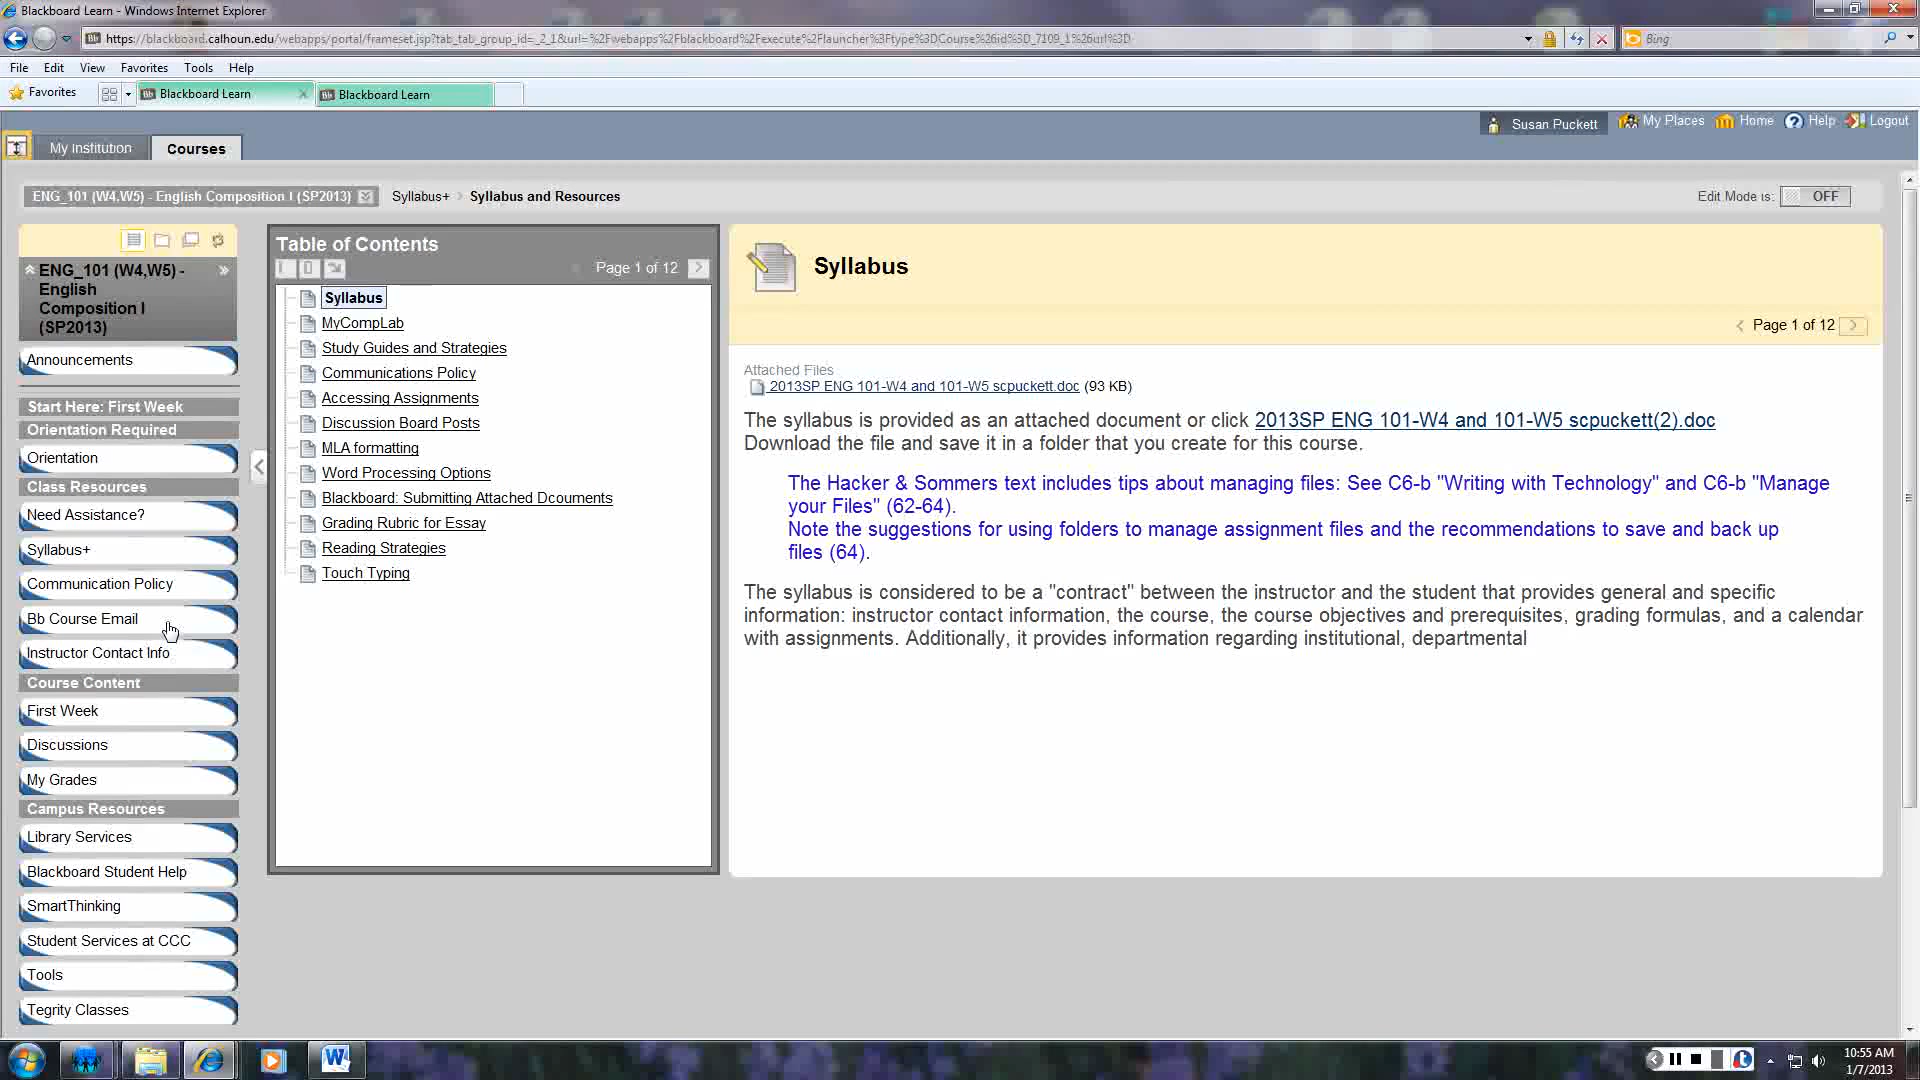 Blackboard Learn - Windows Internet Explorer
https://blackboard.calhoun.edu/webapps/portal/frameset.jsp?tab_tab_group_id=_2_1&url=%2Fwebapps%2Fblackboard%2Fexecute%2Flauncher%3Ftype%3DCourse%26id%3D_7109_1%26url%3D
Bing
File Edit View Favorites Tools Help
Favorites
Blackboard Learn
Blackboard Learn
Susan Puckett My Places Home Help Logout
My Institution Courses
ENG_101 (W4,W5) - English Composition I (SP2013) Syllabus+ Syllabus and Resources
Edit Mode is: OFF
ENG_101 (W4,W5) -
English
Composition I
(SP2013)
Announcements
Start Here: First Week
Orientation Required
Orientation
Class Resources
Need Assistance?
Syllabus+
Communication Policy
Bb Course Email
Instructor Contact Info
Course Content
First Week
Discussions
My Grades
Campus Resources
Library Services
Blackboard Student Help
SmartThinking
Student Services at CCC
Tools
Tegrity Classes
Table of Contents
Page 1 of 12
Syllabus
MyCompLab
Study Guides and Strategies
Communications Policy
Accessing Assignments
Discussion Board Posts
MLA formatting
Word Processing Options
Blackboard: Submitting Attached Dcouments
Grading Rubric for Essay
Reading Strategies
Touch Typing
Syllabus
Page 1 of 12
Attached Files
2013SP ENG 101-W4 and 101-W5 scpuckett.doc (93 KB)
The syllabus is provided as an attached document or click 2013SP ENG 101-W4 and 101-W5 scpuckett(2).doc
Download the file and save it in a folder that you create for this course.
The Hacker & Sommers text includes tips about managing files: See C6-b "Writing with Technology" and C6-b "Manage
your Files" (62-64).
Note the suggestions for using folders to manage assignment files and the recommendations to save and back up
files (64).
The syllabus is considered to be a "contract" between the instructor and the student that provides general and specific
information: instructor contact information, the course, the course objectives and prerequisites, grading formulas, and a calendar
with assignments. Additionally, it provides information regarding institutional, departmental
10:55 AM
1/7/2013